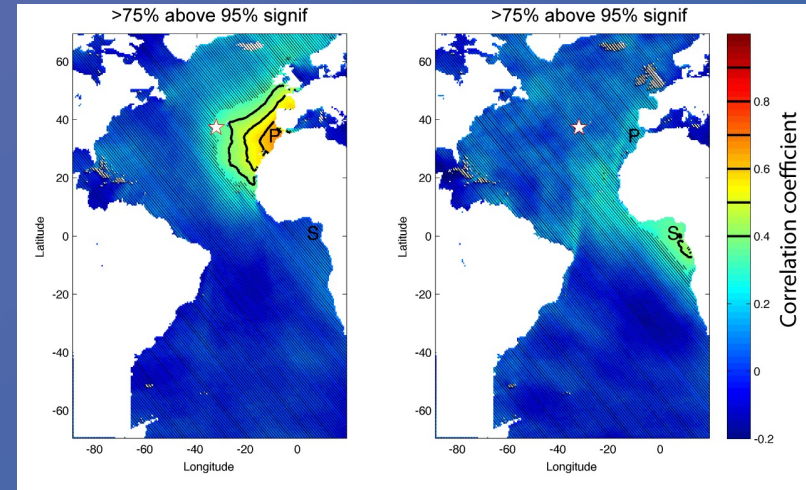 >75% above 95% signif
60
40
20
0
-20
-40
-60
-80 -60 -40 -20 0
Latitude
Longitude
P
S
>75% above 95% signif
60
40
20
0
-20
-40
-60
-80 -60 -40 -20 0
Latitude
Longitude
P
S
0.8
0.6
0.4
0.2
0
-0.2
Correlation coefficient